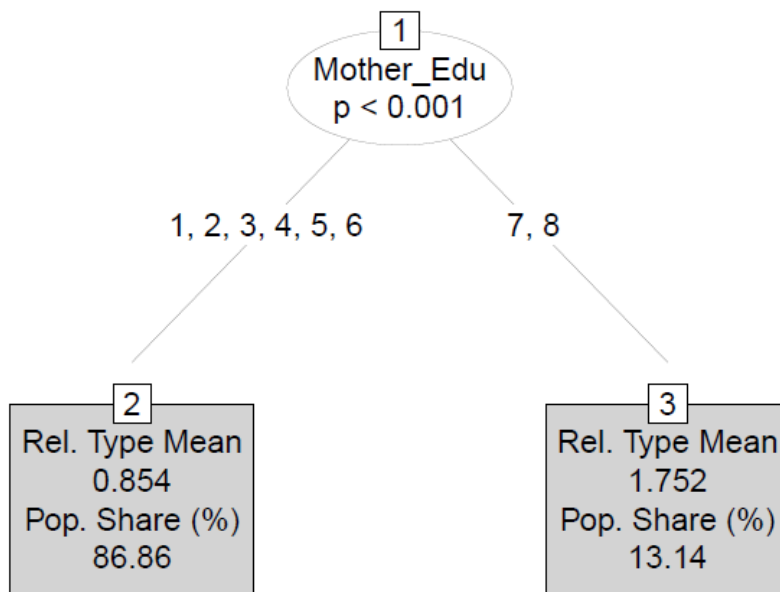 1
Mother_Edu
p < 0.001
1, 2, 3, 4, 5, 6
7, 8
2
Rel. Type Mean
0.854
Pop. Share (%)
86.86
3
Rel. Type Mean
1.752
Pop. Share (%)
13.14